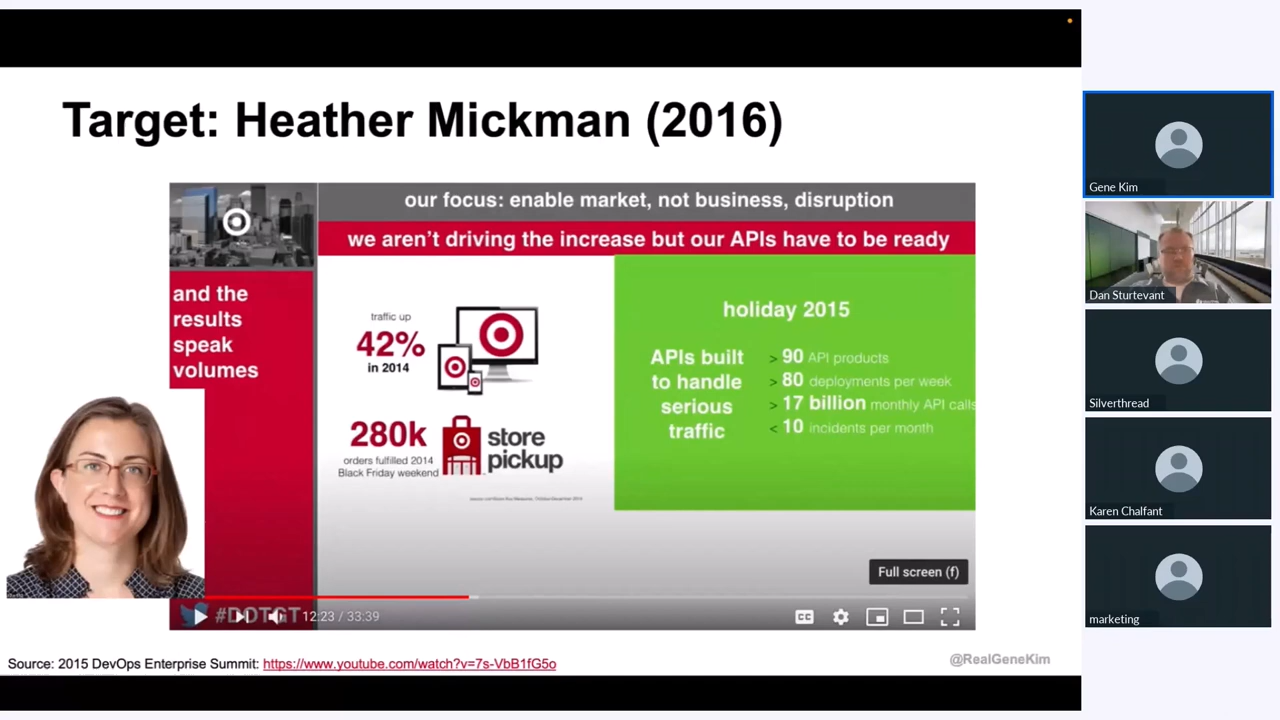 Target: Heather Mickman (2016)
our focus: enable market, not business, disruption
we aren't driving the increase but our APIs have to be ready
and the
results
speak
volumes
traffic up
42%
in 2014
280k
orders fulfilled 2014
Black Friday weekend
store
pickup
holiday 2015
APIs built
to handle
serious
traffic
> 90 API products
> 80 deployments per week
> 17 billion monthly API calls
< 10 incidents per month
Full screen (f)
#DOTGT
12:23 / 33:39
CC
Source: 2015 DevOps Enterprise Summit: https://www.youtube.com/watch?v=7s-VbB1fG5o
@RealGeneKim
Gene Kim
Dan Sturtevant
Silverthread
Karen Chalfant
marketing